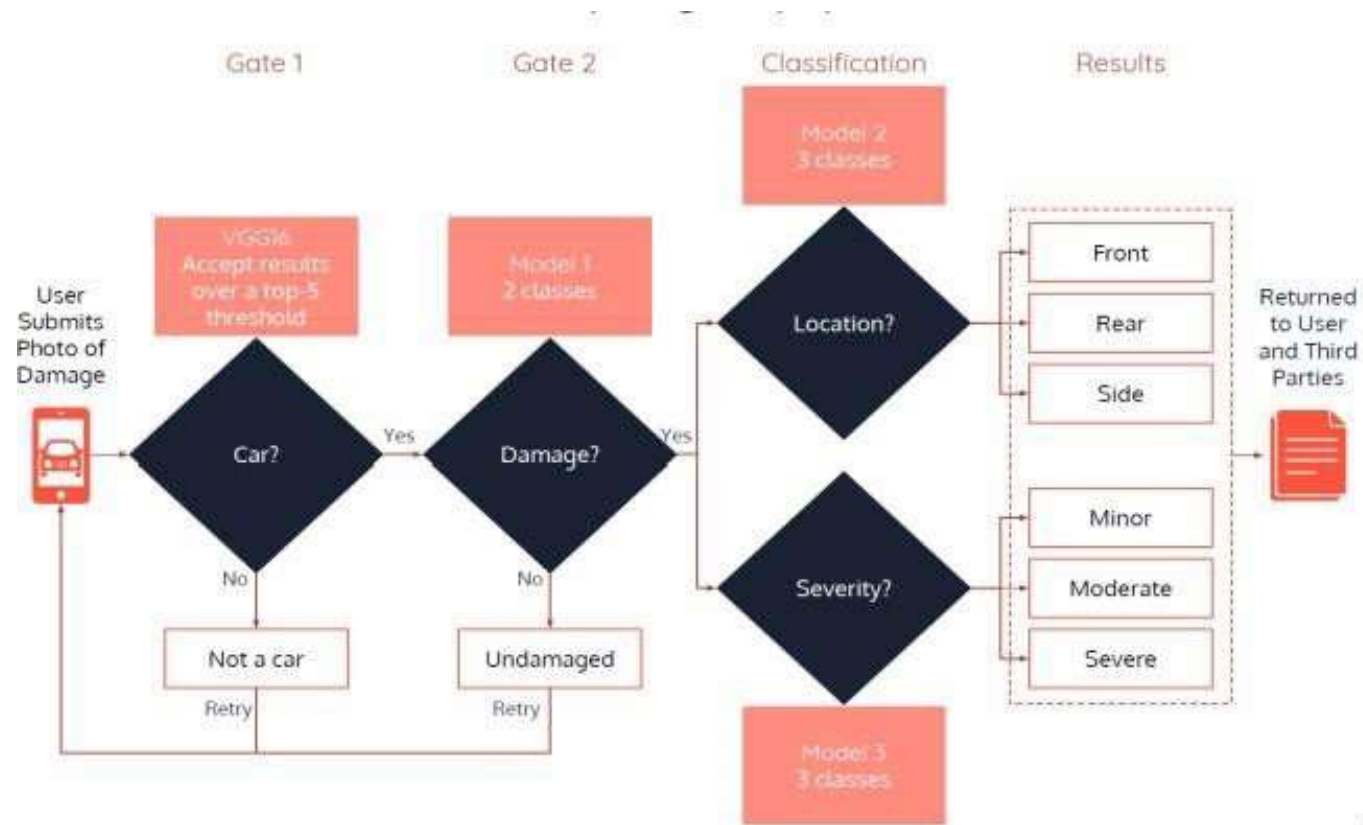 Gate 1
Gate 2
Classification
Results
User
Submits
Photo of
Damage
VGG16
Accept results
over a top-5
threshold
Car?
Yes
No
Not a car
Retry
Model 1
2 classes
Damage?
Yes
No
Undamaged
Retry
Model 2
3 classes
Location?
Severity?
Model 3
3 classes
Front
Rear
Side
Minor
Moderate
Severe
Returned
to User
and Third
Parties